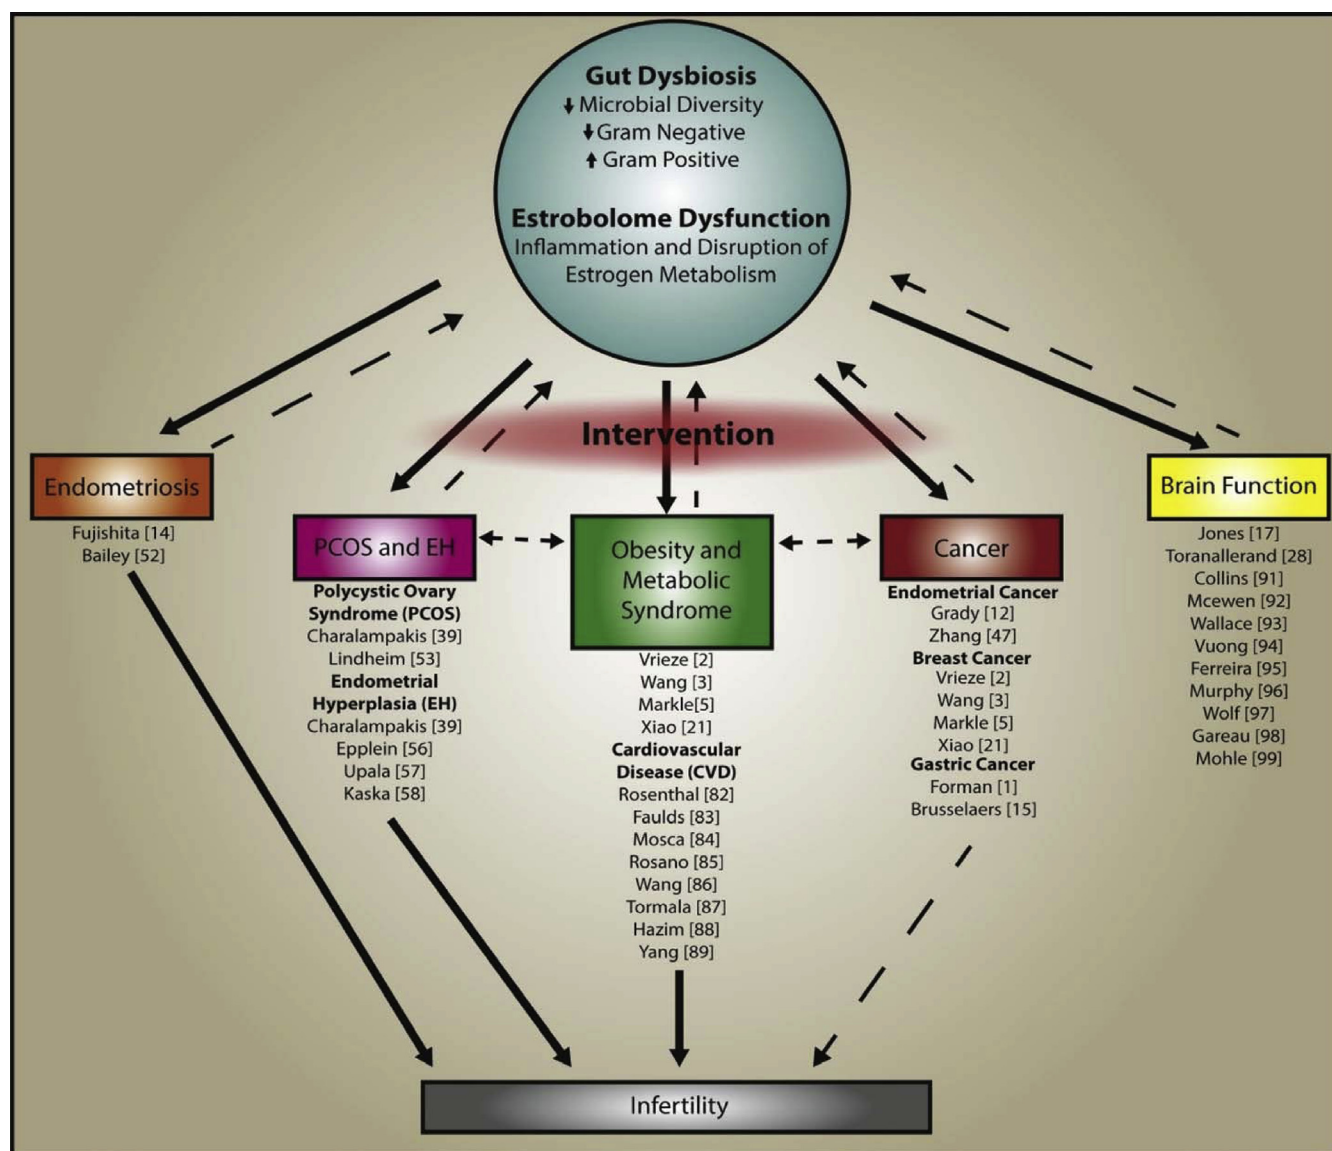 Gut Dysbiosis
↓ Microbial Diversity
↓ Gram Negative
↑ Gram Positive
Estrobolome Dysfunction
Inflammation and Disruption of
Estrogen Metabolism
Intervention
Endometriosis
Fujishita [14]
Bailey [52]
PCOS and EH
Polycystic Ovary
Syndrome (PCOS)
Charalampakis [39]
Lindheim [53]
Endometrial
Hyperplasia (EH)
Charalampakis [39]
Epplein [56]
Upala [57]
Kaska [58]
Obesity and
Metabolic
Syndrome
Vrieze [2]
Wang [3]
Markle[5]
Xiao [21]
Cardiovascular
Disease (CVD)
Rosenthal [82]
Faulds [83]
Mosca [84]
Rosano [85]
Wang [86]
Tormala [87]
Hazim [88]
Yang [89]
Cancer
Endometrial Cancer
Grady [12]
Zhang [47]
Breast Cancer
Vrieze [2]
Wang [3]
Markle [5]
Xiao [21]
Gastric Cancer
Forman [1]
Brusselaers [15]
Brain Function
Jones [17]
Toranallerand [28]
Collins [91]
Mcewen [92]
Wallace [93]
Vuong [94]
Ferreira [95]
Murphy [96]
Wolf [97]
Gareau [98]
Mohle [99]
Infertility